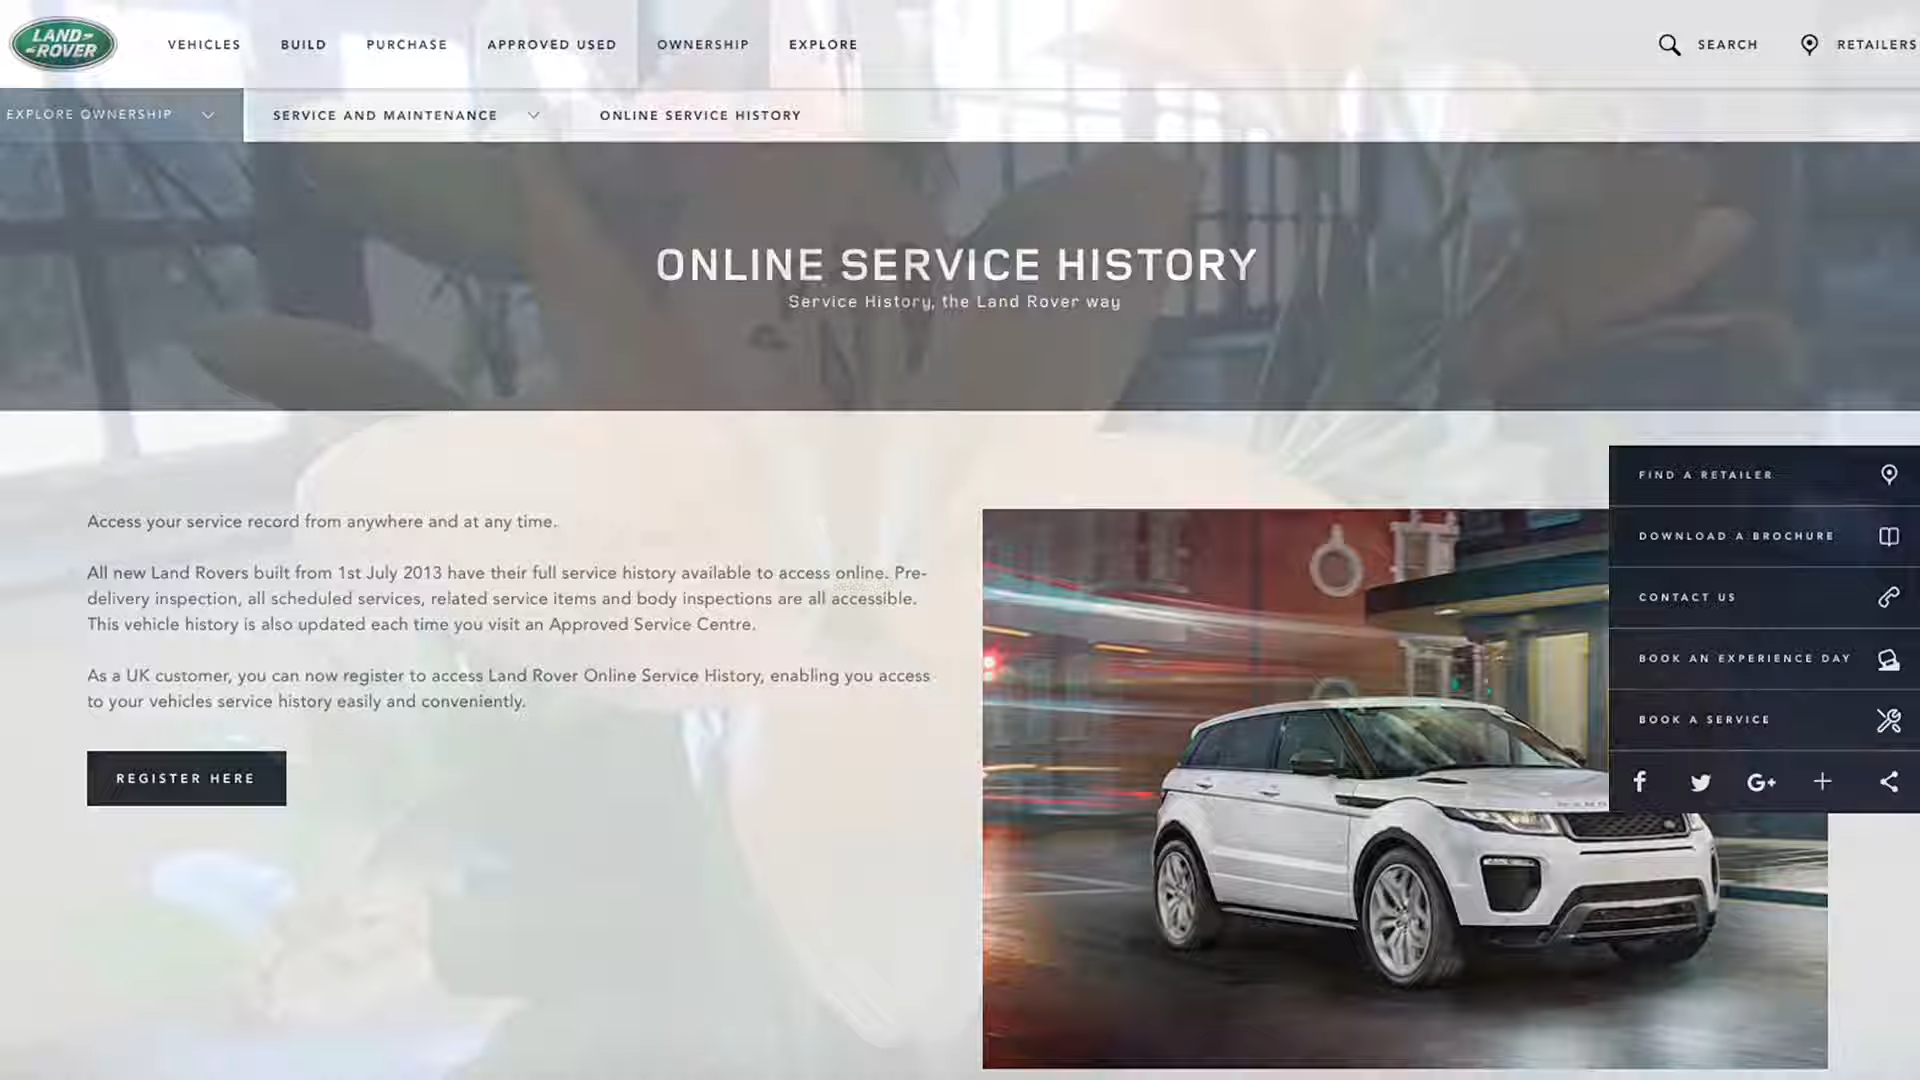 LAND
ROVER
VEHICLES
BUILD
PURCHASE
APPROVED USED
OWNERSHIP
EXPLORE
SEARCH
RETAILERS
EXPLORE OWNERSHIP
SERVICE AND MAINTENANCE
ONLINE SERVICE HISTORY
ONLINE SERVICE HISTORY
Service History, the Land Rover way
Access your service record from anywhere and at any time.
All new Land Rovers built from 1st July 2013 have their full service history available to access online. Pre-
delivery inspection, all scheduled services, related service items and body inspections are all accessible.
This vehicle history is also updated each time you visit an Approved Service Centre.
As a UK customer, you can now register to access Land Rover Online Service History, enabling you access
to your vehicles service history easily and conveniently.
REGISTER HERE
FIND A RETAILER
DOWNLOAD A BROCHURE
CONTACT US
BOOK AN EXPERIENCE DAY
BOOK A SERVICE
G+